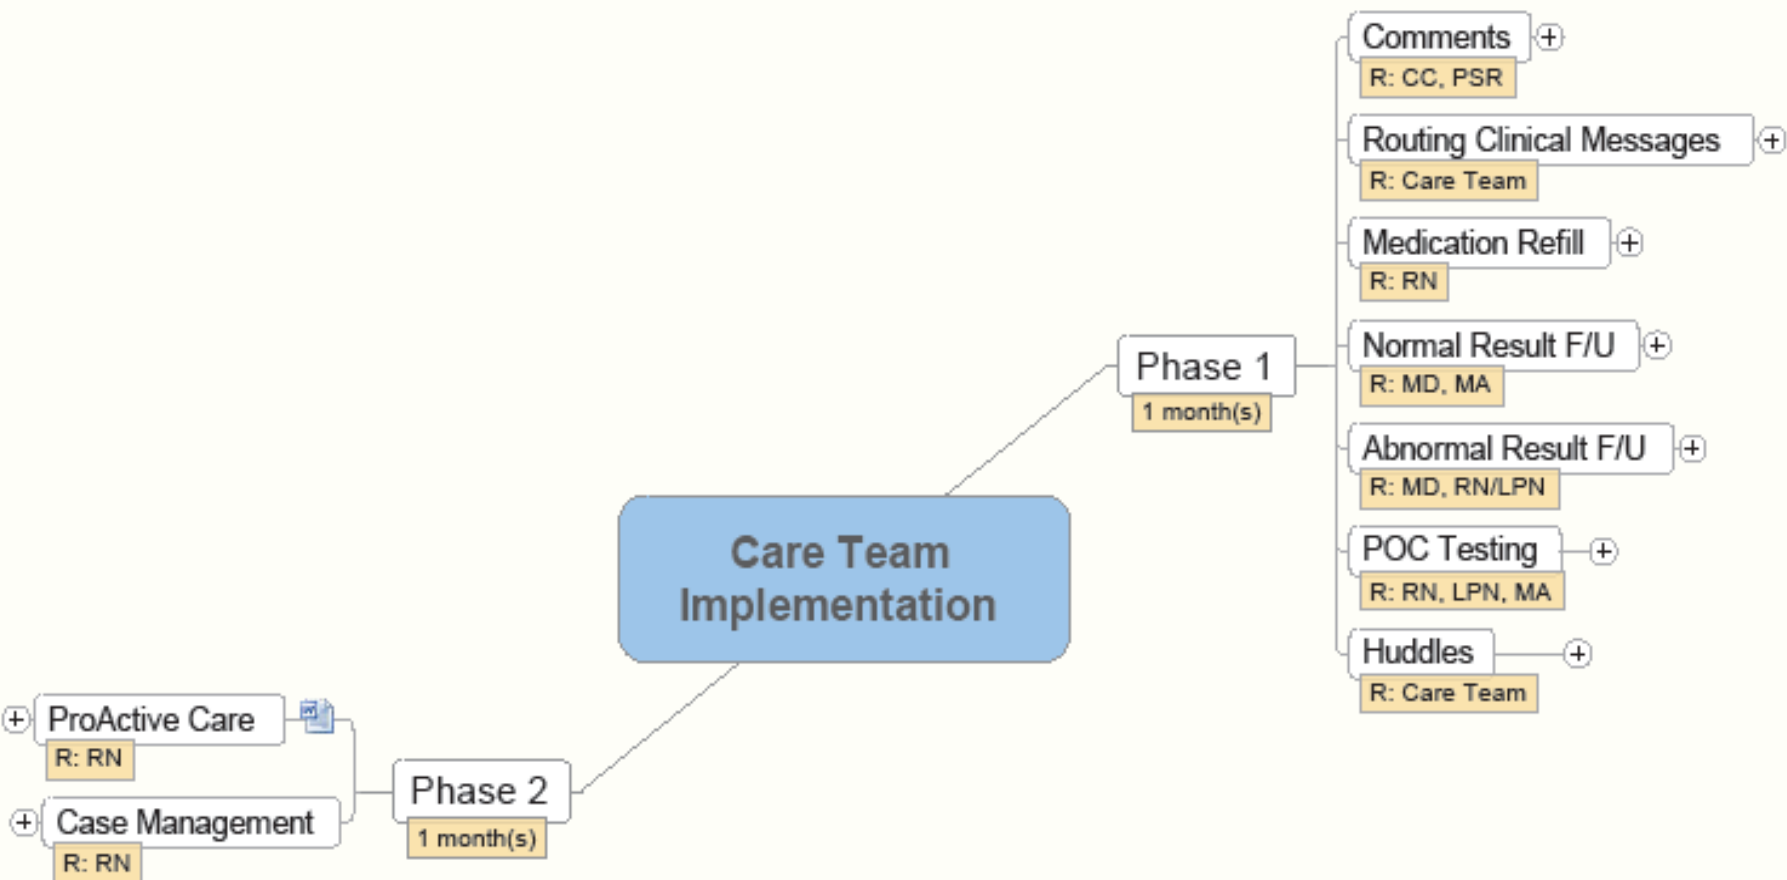 Comments
R: CC, PSR
Routing Clinical Messages
R: Care Team
Medication Refill
R: RN
Normal Result F/U
R: MD, MA
Phase 1
1 month(s)
Abnormal Result F/U
R: MD, RN/LPN
POC Testing
R: RN, LPN, MA
Huddles
R: Care Team
Care Team
Implementation
ProActive Care
R: RN
Phase 2
1 month(s)
Case Management
R: RN